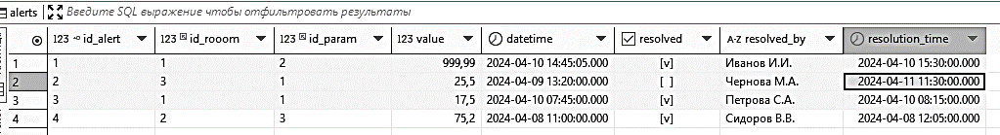 alerts Введите SQL выражение чтобы отфильтровать результаты
123 id_alert 123 id_rooom 123 id_param 123 value datetime resolved A-Z resolved_by resolution_time
1 1 1 2 999,99 2024-04-10 14:45:05.000 [v] Иванов И.И. 2024-04-10 15:30:00.000
2 2 3 1 25,5 2024-04-09 13:20:00.000 [ ] Чернова М.А. 2024-04-11 11:30:00.000
3 3 1 1 17,5 2024-04-10 07:45:00.000 [v] Петрова С.А. 2024-04-10 08:15:00.000
4 4 2 3 75,2 2024-04-08 11:00:00.000 [v] Сидоров В.В. 2024-04-08 12:05:00.000